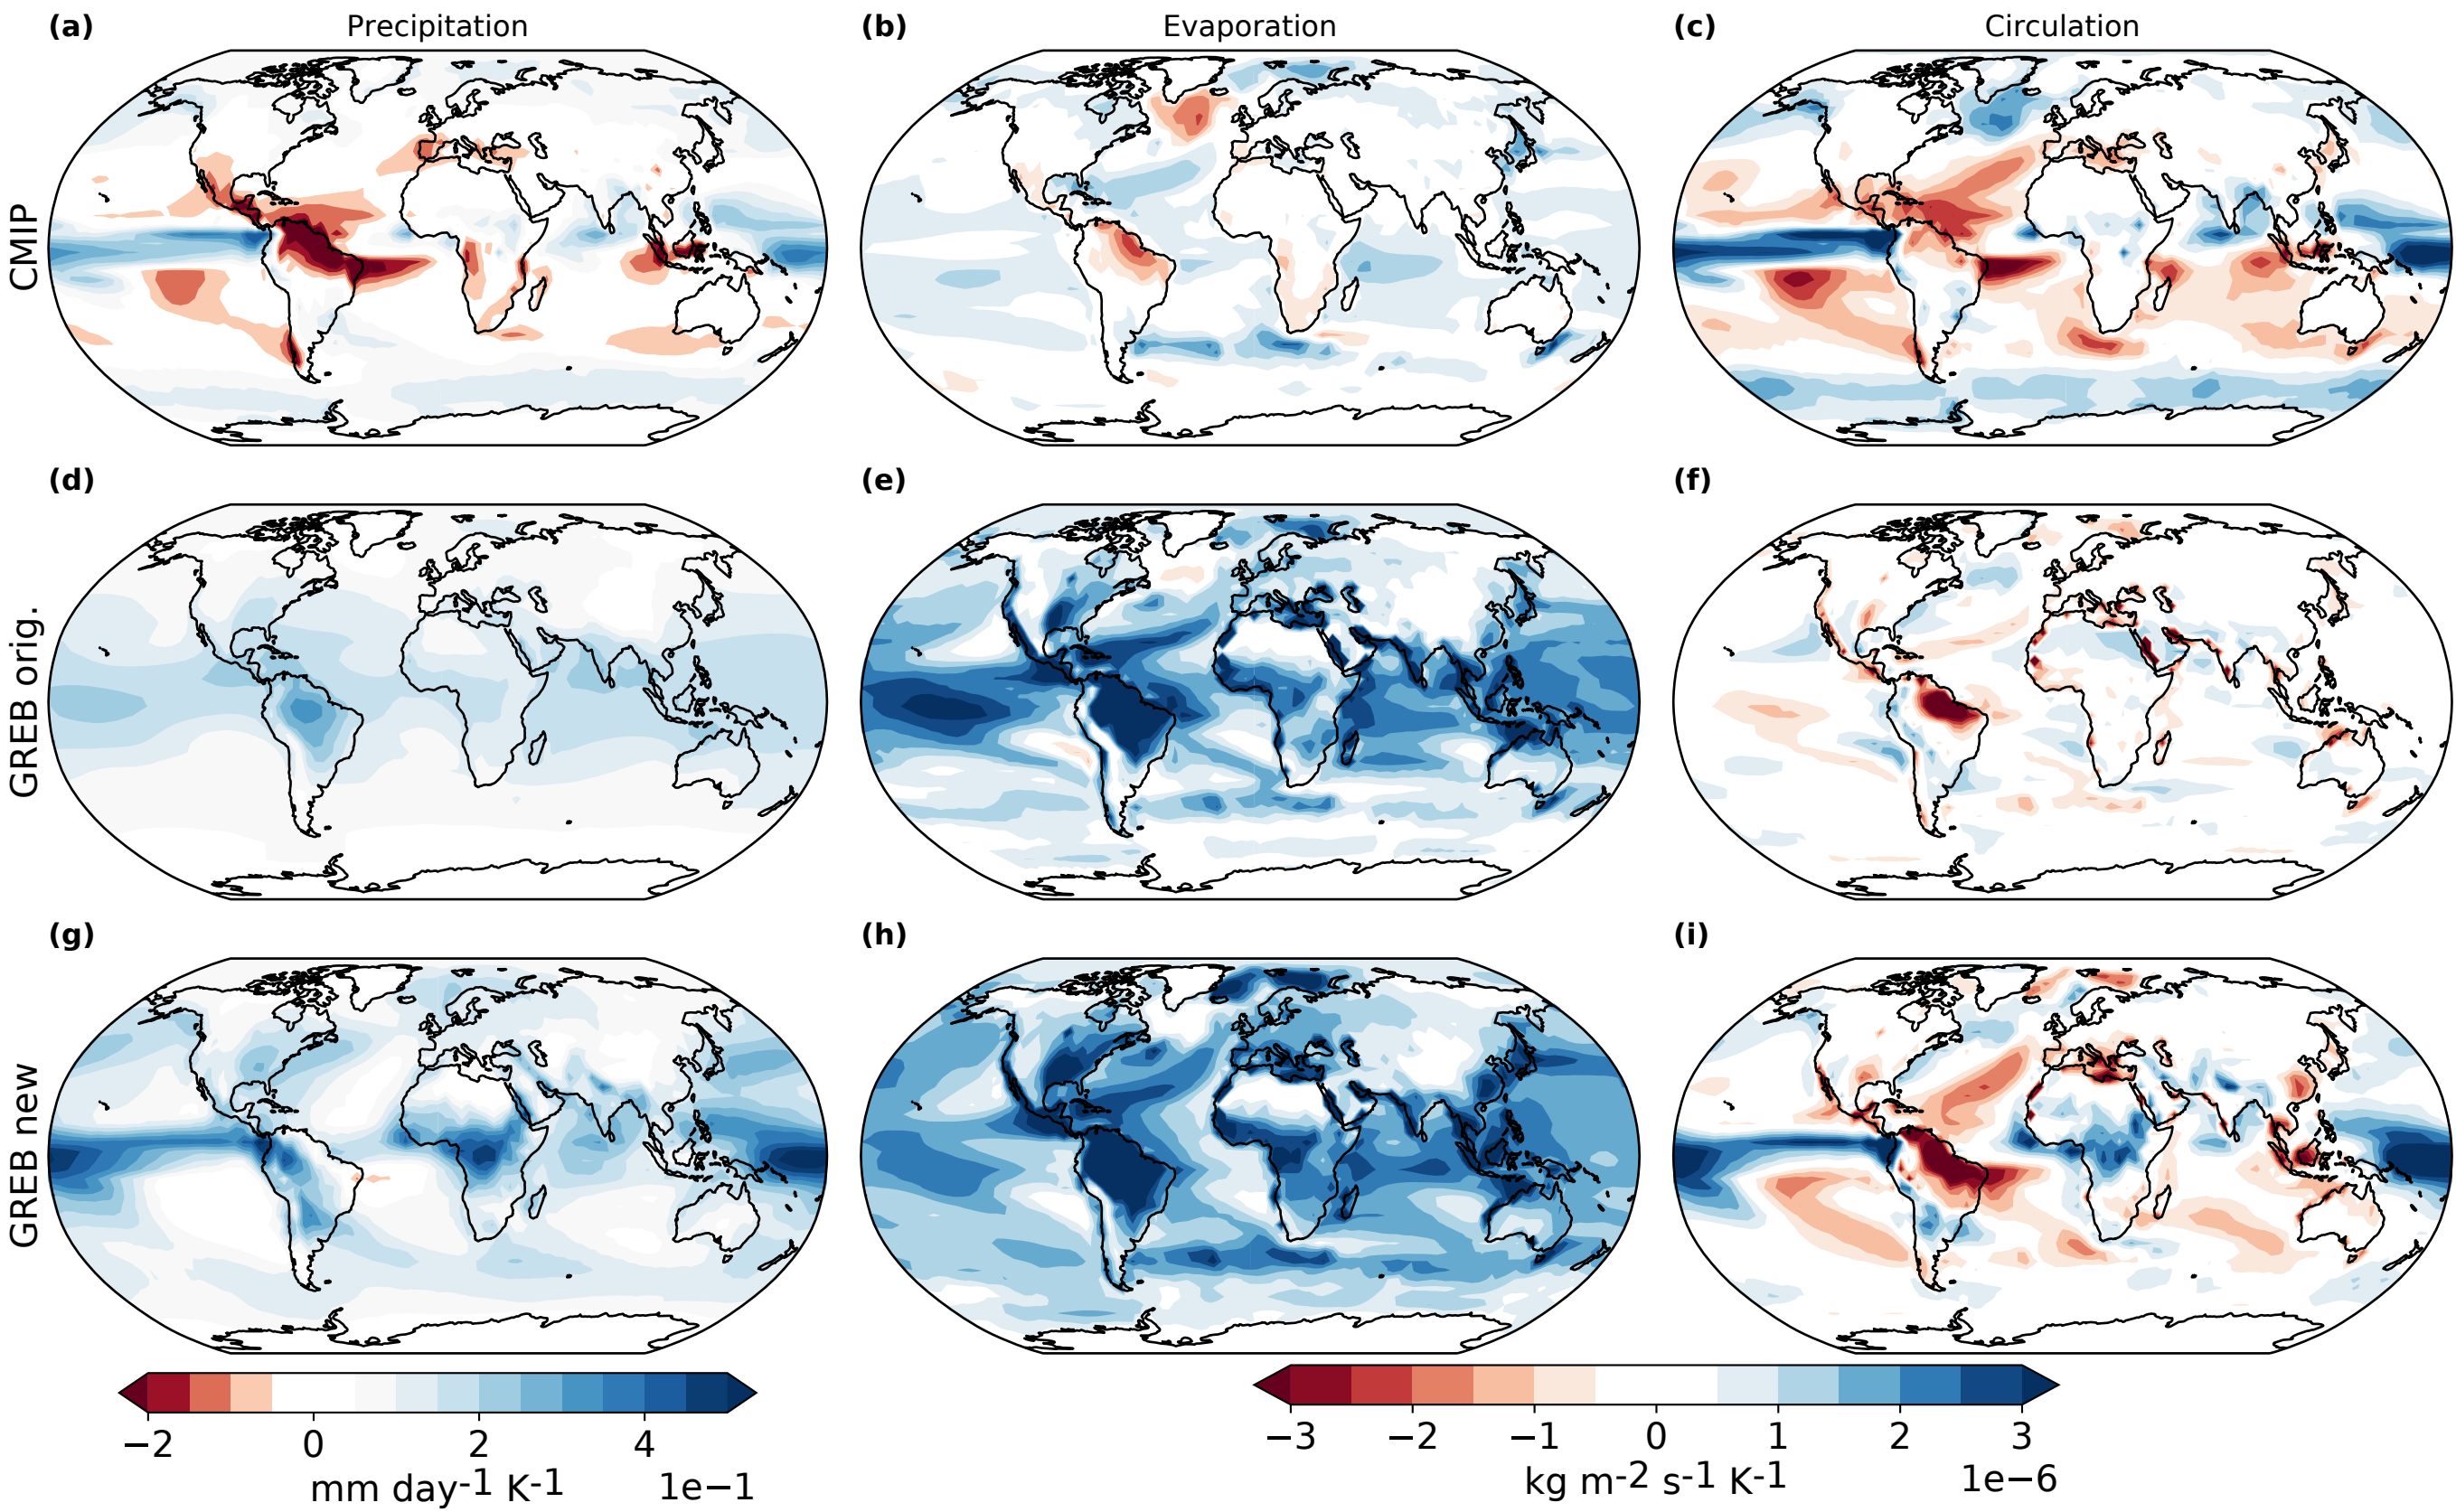 (a) Precipitation (b) Evaporation (c) Circulation
CMIP
(d) (e) (f)
GREB orig.
(g) (h) (i)
GREB new
−2 0 2 4
mm day-1 K-1 1e−1
−3 −2 −1 0 1 2 3
kg m-2 s-1 K-1 1e−6